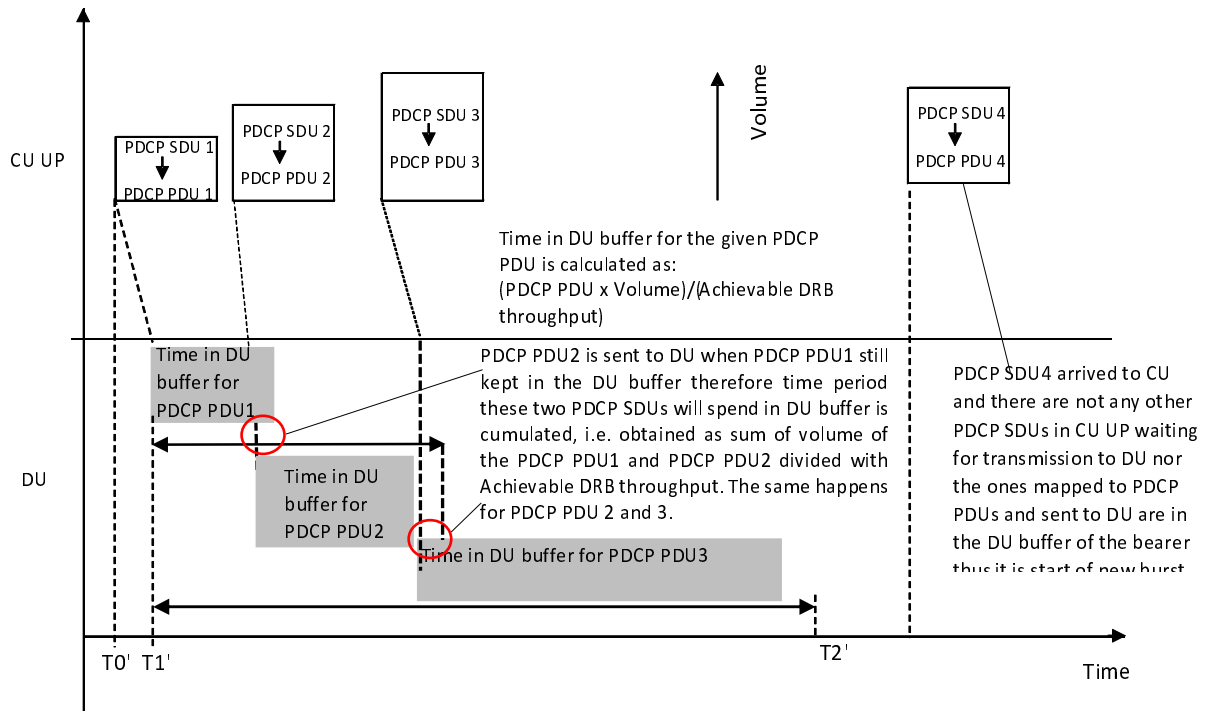 CU UP
PDCP SDU 1
PDCP PDU 1
PDCP SDU 2
PDCP PDU 2
PDCP SDU 3
PDCP PDU 3
Volume
PDCP SDU 4
PDCP PDU 4
Time in DU buffer for the given PDCP
PDU is calculated as:
(PDCP PDU x Volume)/(Achievable DRB
throughput)
DU
Time in DU
buffer for
PDCP PDU1
Time in DU
buffer for
PDCP PDU2
Time in DU buffer for PDCP PDU3
PDCP PDU2 is sent to DU when PDCP PDU1 still
kept in the DU buffer therefore time period
these two PDCP SDUs will spend in DU buffer is
cumulated, i.e. obtained as sum of volume of
the PDCP PDU1 and PDCP PDU2 divided with
Achievable DRB throughput. The same happens
for PDCP PDU 2 and 3.
PDCP SDU4 arrived to CU
and there are not any other
PDCP SDUs in CU UP waiting
for transmission to DU nor
the ones mapped to PDCP
PDUs and sent to DU are in
the DU buffer of the bearer
thus it is start of new burst
T0'
T1'
T2'
Time